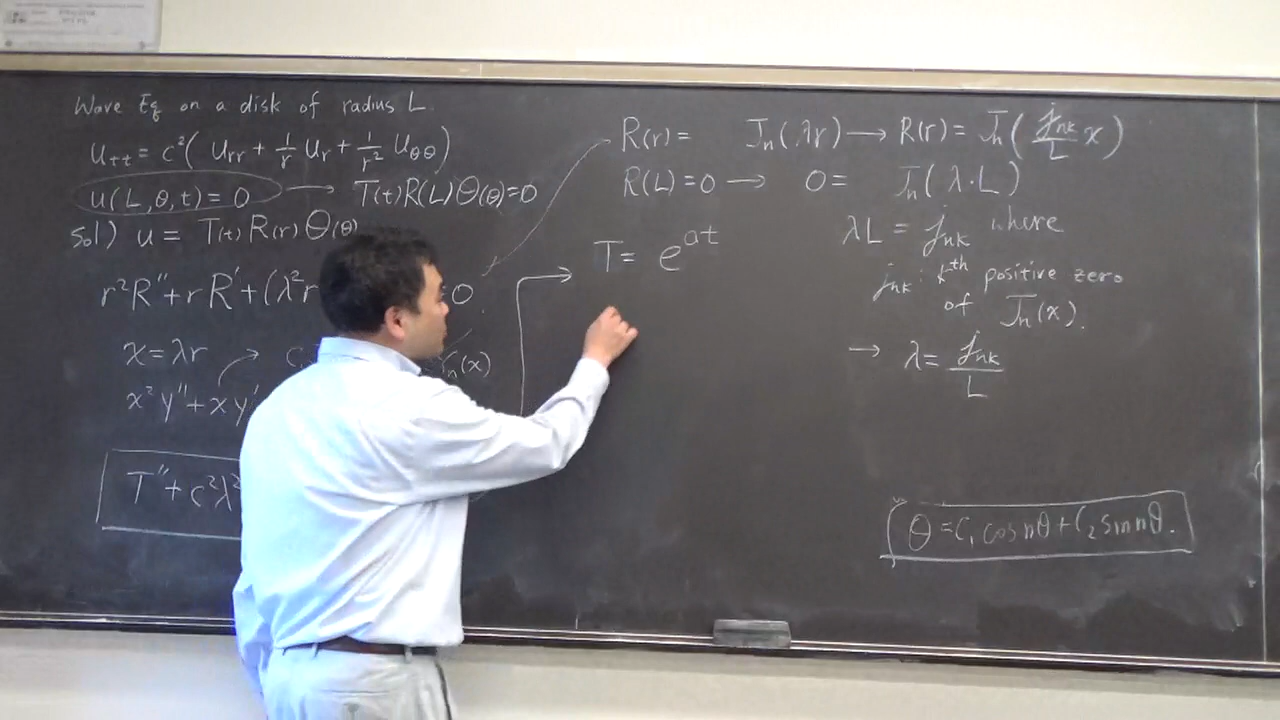 Wave Eq on a disk of radius L.
u_tt = c²( u_rr + 1/r u_r + 1/r² u_θθ)
u(L, θ, t) = 0 → T(t)R(L)Θ(θ)=0
sol) u = T(t) R(r) Θ(θ)
r²R'' + rR' + (λ²r =0
x = λr → c (x)
x²y'' + xy'
T'' + c²λ²
R(r) = J_n(λr) → R(r) = J_n( j_nk/L x)
R(L) = 0 → 0 = J_n( λ·L )
λL = j_nk where
j_nk : kth positive zero
of J_n(x).
→ λ = j_nk/L
T = e^at
Θ = C₁ cos nθ + C₂ sin nθ.